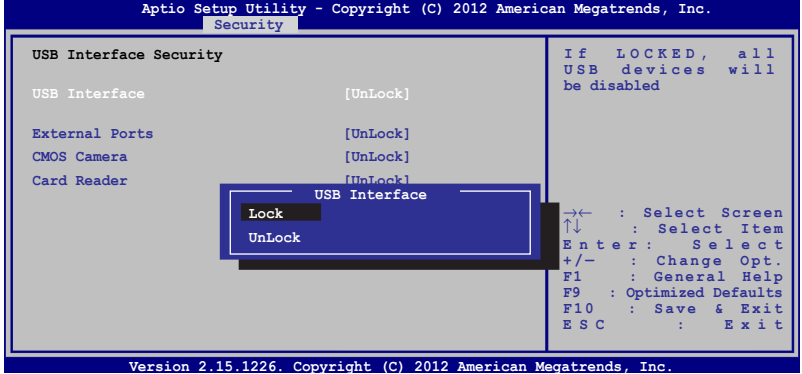 Aptio Setup Utility - Copyright (C) 2012 American Megatrends, Inc.
Security
USB Interface Security
USB Interface [UnLock]
External Ports [UnLock]
CMOS Camera [UnLock]
Card Reader [UnLock]
USB Interface
Lock
UnLock
If LOCKED, all
USB devices will
be disabled
→← : Select Screen
↑↓ : Select Item
Enter: Select
+/— : Change Opt.
F1 : General Help
F9 : Optimized Defaults
F10 : Save & Exit
ESC : Exit
Version 2.15.1226. Copyright (C) 2012 American Megatrends, Inc.